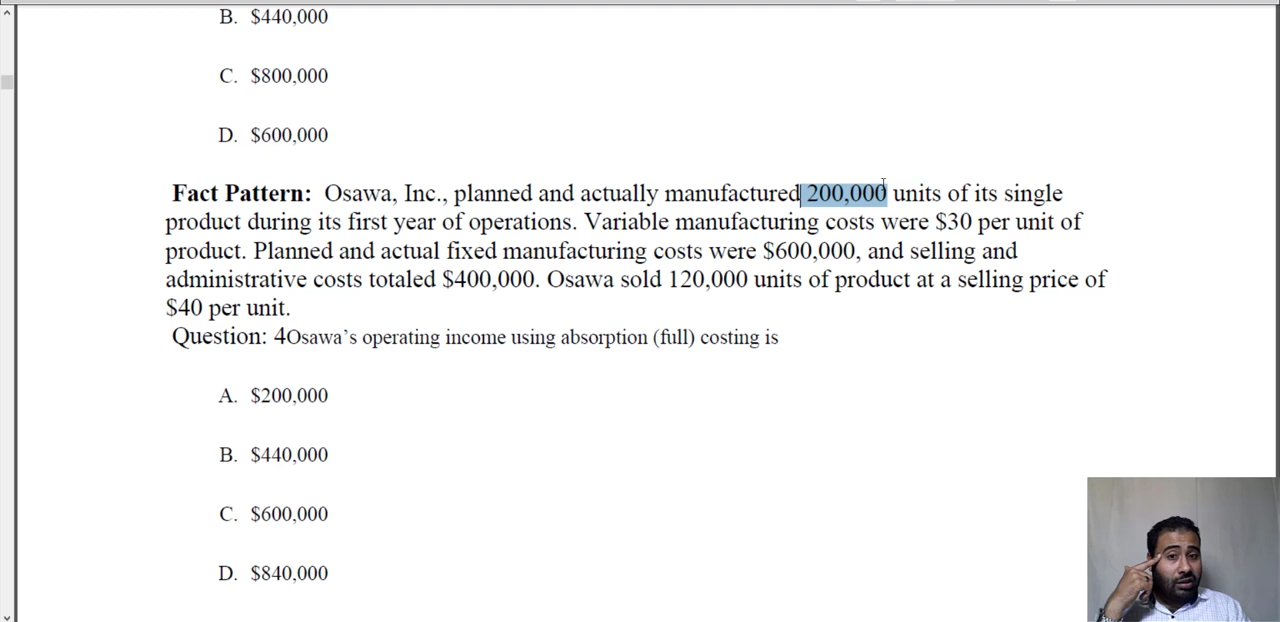 B. $440,000
C. $800,000
D. $600,000
Fact Pattern: Osawa, Inc., planned and actually manufactured 200,000 units of its single
product during its first year of operations. Variable manufacturing costs were $30 per unit of
product. Planned and actual fixed manufacturing costs were $600,000, and selling and
administrative costs totaled $400,000. Osawa sold 120,000 units of product at a selling price of
$40 per unit.
Question: 4Osawa’s operating income using absorption (full) costing is
A. $200,000
B. $440,000
C. $600,000
D. $840,000